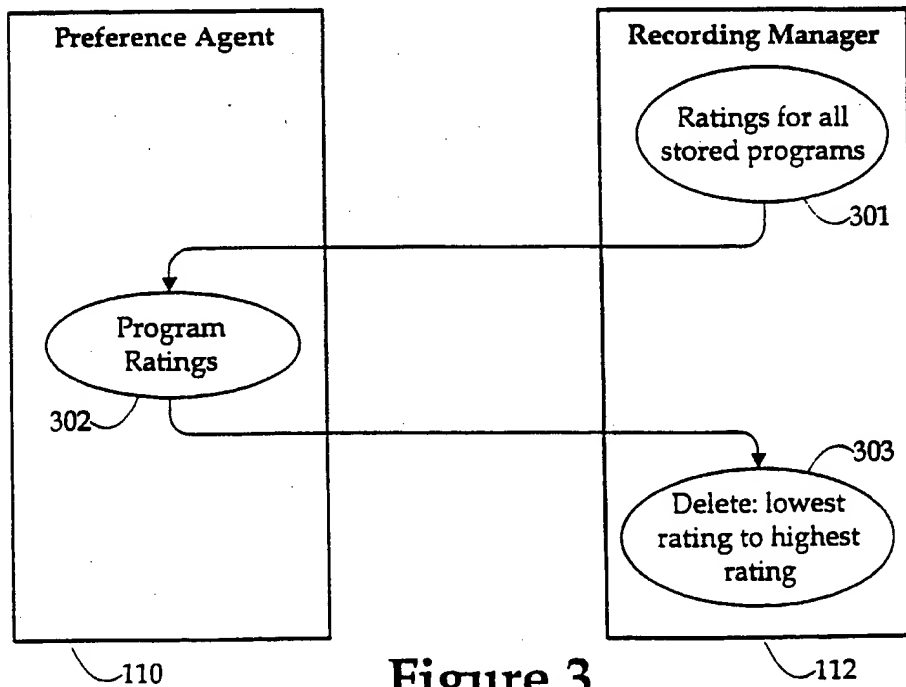 Preference Agent
Recording Manager
Ratings for all
stored programs
301
Program
Ratings
302
303
Delete: lowest
rating to highest
rating
110
112
Figure 3